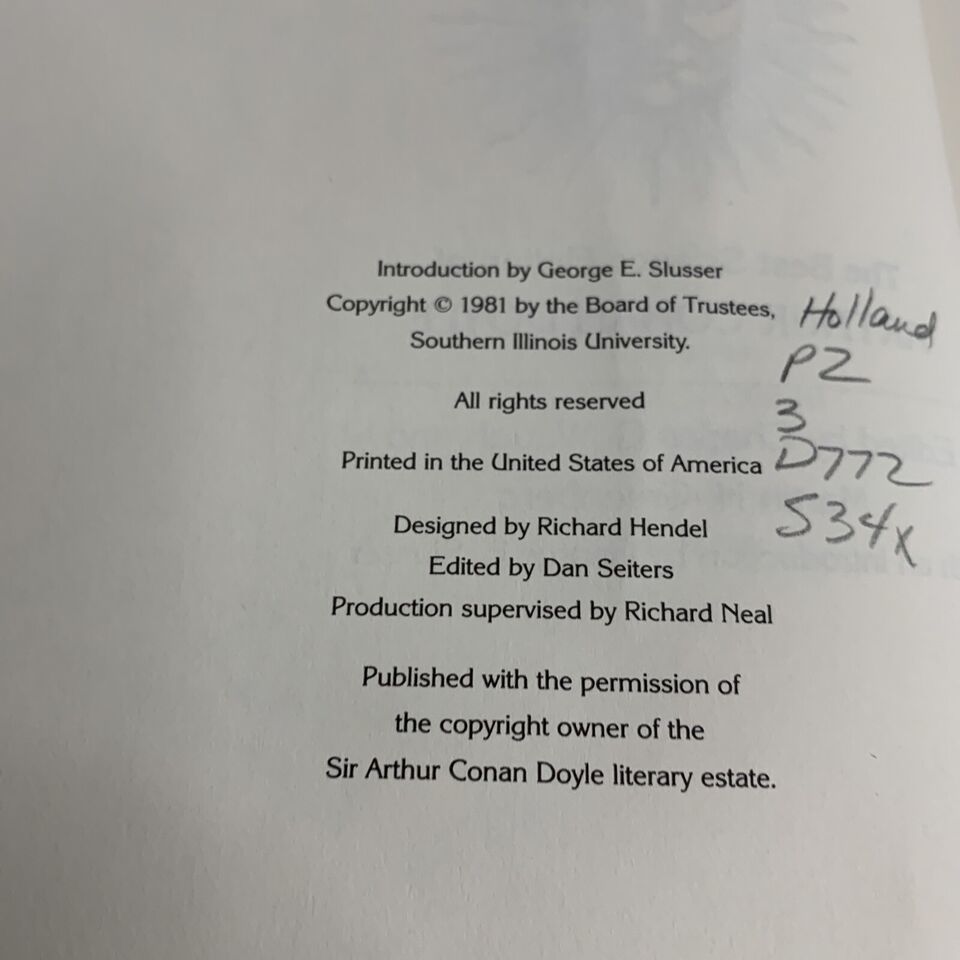 Introduction by George E. Slusser
Copyright © 1981 by the Board of Trustees,
Southern Illinois University.
All rights reserved
Printed in the United States of America
Designed by Richard Hendel
Edited by Dan Seiters
Production supervised by Richard Neal
Published with the permission of
the copyright owner of the
Sir Arthur Conan Doyle literary estate.
Holland
PZ
3
D772
S34x